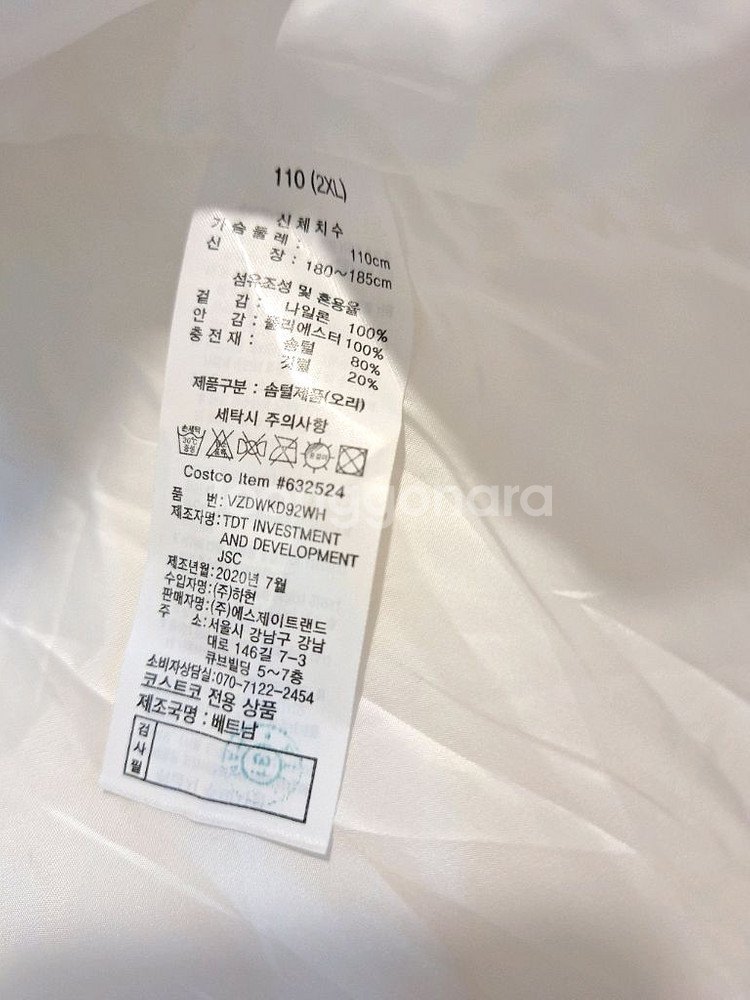 110 (2XL)
신체치수
가슴둘레 : 110cm
신 장 : 180~185cm
섬유조성 및 혼용율
겉 감 : 나일론 100%
안 감 : 폴리에스터 100%
충전재 : 솜털 80%
깃털 20%
제품구분 : 솜털제품(오리)
세탁시 주의사항
손세탁
30℃
중성
Costco Item #632524
품 번: VZDWKD92WH
제조자명: TDT INVESTMENT
AND DEVELOPMENT
JSC
제조년월: 2020년 7월
수입자명: (주)하현
판매자명: (주)에스제이트랜드
주 소: 서울시 강남구 강남
대로 146길 7-3
큐브빌딩 5~7층
소비자상담실: 070-7122-2454
코스트코 전용 상품
제조국명 : 베트남
검사필